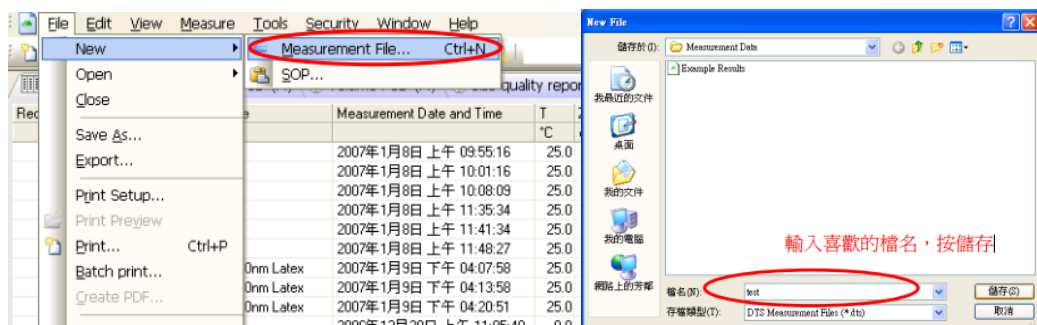 File Edit View Measure Tools Security Window Help
New
Measurement File... Ctrl+N
Open
SOP...
Close
quality repor
Rec
Measurement Date and Time T
°C
Save As...
2007年1月8日 上午 09:55:16 25.0
Export...
2007年1月8日 上午 10:01:16 25.0
2007年1月8日 上午 10:08:09 25.0
Print Setup...
2007年1月8日 上午 11:35:34 25.0
Print Preview
2007年1月8日 上午 11:41:34 25.0
Print... Ctrl+P
2007年1月8日 上午 11:48:27 25.0
Batch print...
0nm Latex 2007年1月9日 下午 04:07:58 25.0
0nm Latex 2007年1月9日 下午 04:13:58 25.0
Create PDF...
0nm Latex 2007年1月9日 下午 04:20:51 25.0
New File
儲存於(I): Measurement Data
Example Results
我最近的文件
桌面
我的文件
我的電腦
網路上的芳鄰
輸入喜歡的檔名，按儲存
檔名(N): test 儲存(S)
存檔類型(T): DTS Measurement Files (*.dts) 取消